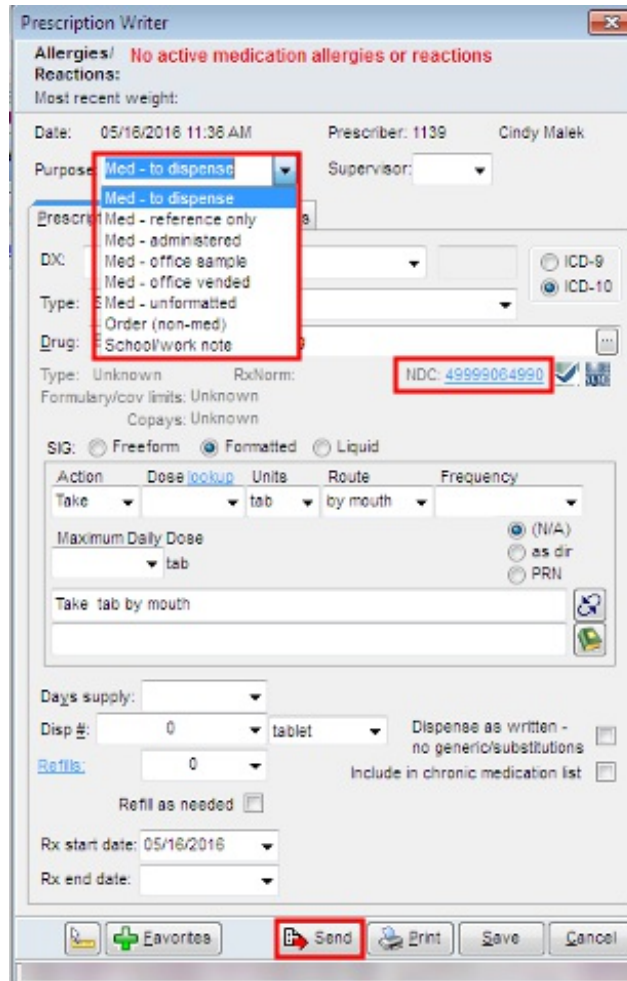 Prescription Writer
Allergies/ No active medication allergies or reactions
Reactions:
Most recent weight:
Date: 05/16/2016 11:36 AM Prescriber: 1139 Cindy Malek
Purpose Med - to dispense Supervisor:
Med - to dispense
Med - reference only
Med - administered
DX: Med - office sample ICD-9
Med - office vended ICD-10
Type: Med - unformatted
Order (non-med)
Drug: School/work note ...
Type: Unknown RxNorm: NDC: 49999064990
Formulary/cov limits: Unknown
Copays: Unknown
SIG: Freeform Formatted Liquid
Action Dose lookup Units Route Frequency
Take tab by mouth
Maximum Daily Dose (N/A)
tab as dir
PRN
Take tab by mouth
Days supply:
Disp #: 0 tablet Dispense as written -
no generic/substitutions
Refills: 0 Include in chronic medication list
Refill as needed
Rx start date: 05/16/2016
Rx end date:
Favorites Send Print Save Cancel